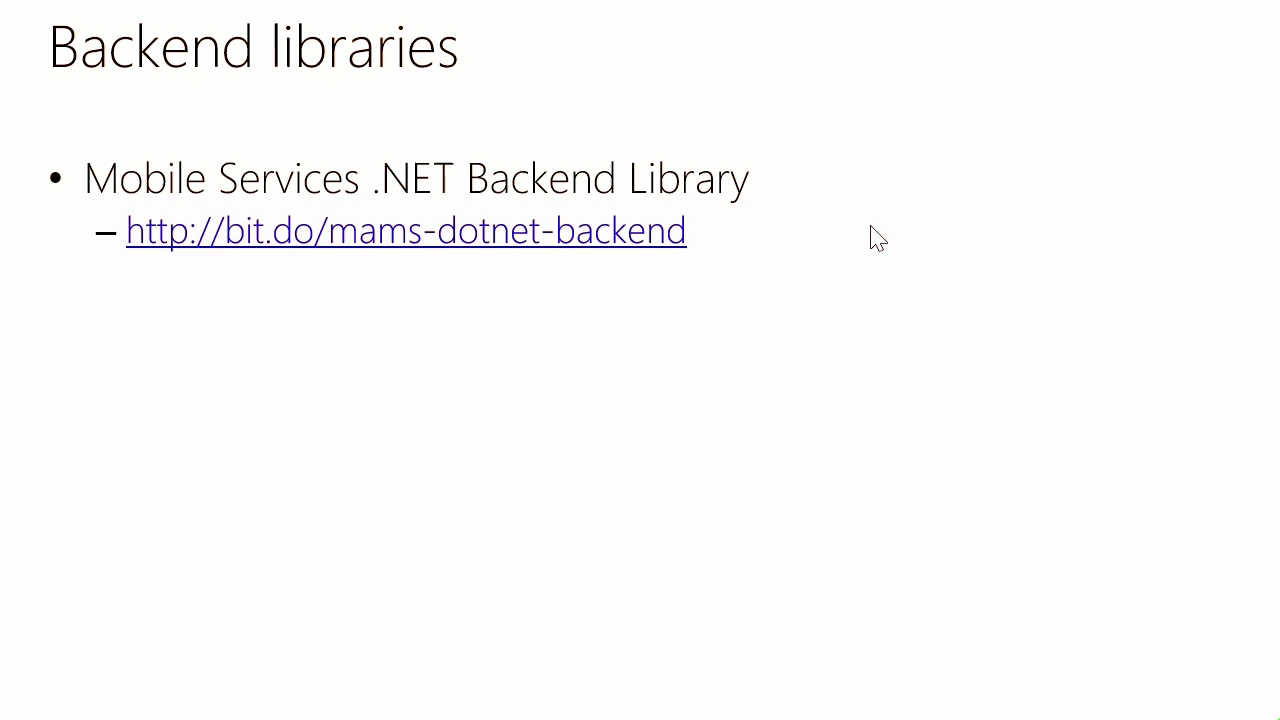 Backend libraries
• Mobile Services .NET Backend Library
– http://bit.do/mams-dotnet-backend